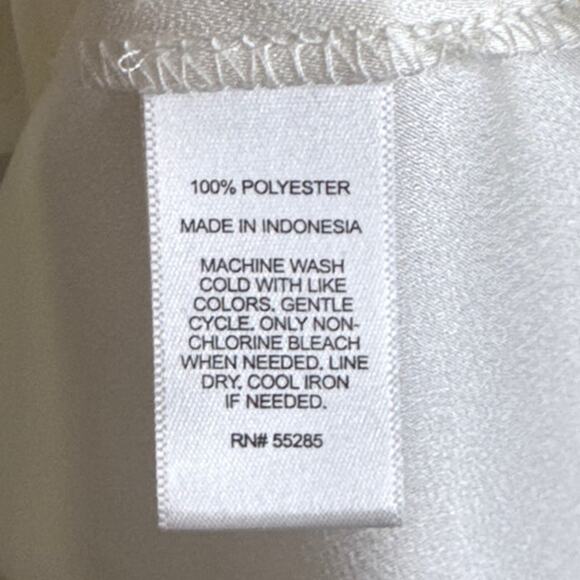 100% POLYESTER
MADE IN INDONESIA
MACHINE WASH
COLD WITH LIKE
COLORS. GENTLE
CYCLE. ONLY NON-
CHLORINE BLEACH
WHEN NEEDED. LINE
DRY. COOL IRON
IF NEEDED.
RN# 55285